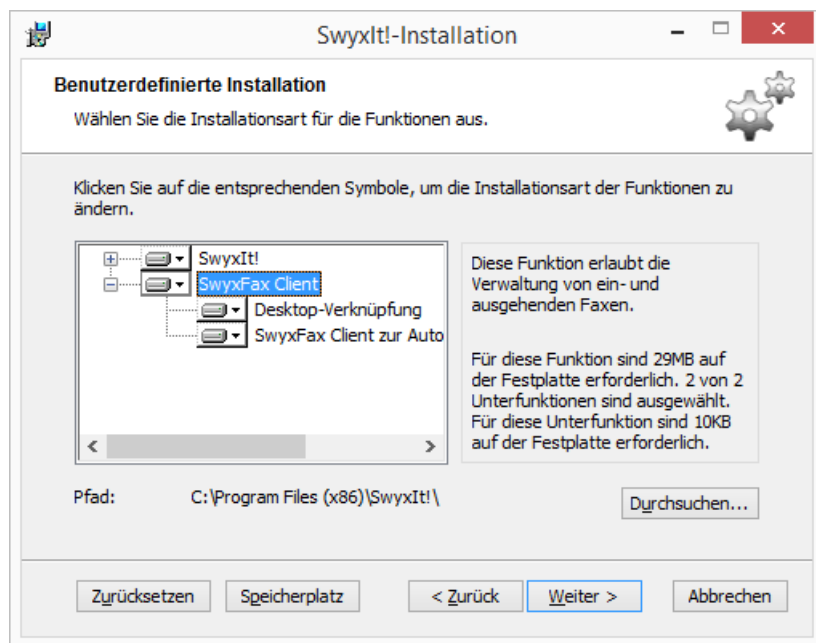 SwyxIt!-Installation
Benutzerdefinierte Installation
Wählen Sie die Installationsart für die Funktionen aus.
Klicken Sie auf die entsprechenden Symbole, um die Installationsart der Funktionen zu
ändern.
SwyxIt!
SwyxFax Client
Desktop-Verknüpfung
SwyxFax Client zur Auto
Diese Funktion erlaubt die
Verwaltung von ein- und
ausgehenden Faxen.
Für diese Funktion sind 29MB auf
der Festplatte erforderlich. 2 von 2
Unterfunktionen sind ausgewählt.
Für diese Unterfunktion sind 10KB
auf der Festplatte erforderlich.
Pfad: C:\Program Files (x86)\SwyxIt!\
Durchsuchen...
Zurücksetzen Speicherplatz < Zurück Weiter > Abbrechen